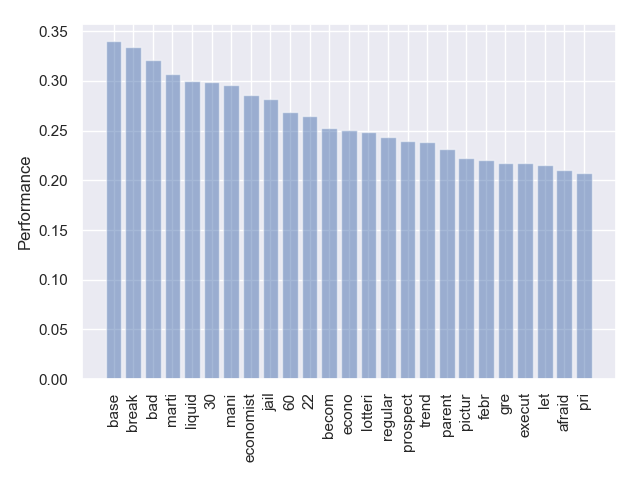 0.35
0.30
0.25
0.20
0.15
0.10
0.05
0.00
Performance
base
break
bad
marti
liquid
30
mani
economist
jail
60
22
becom
econo
lotteri
regular
prospect
trend
parent
pictur
febr
gre
execut
let
afraid
pri